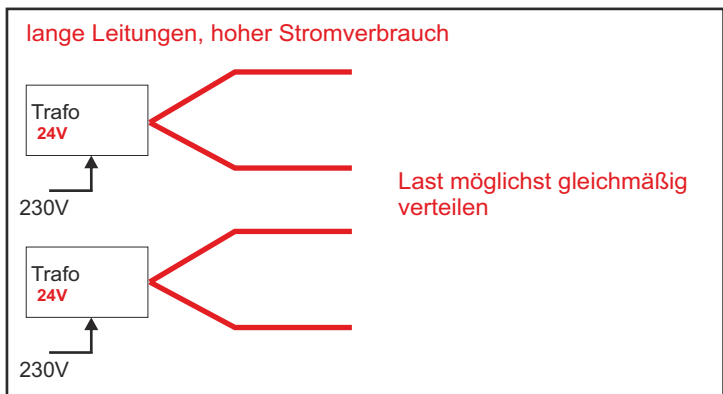 lange Leitungen, hoher Stromverbrauch
Trafo
24V
230V
Last möglichst gleichmäßig
verteilen
Trafo
24V
230V